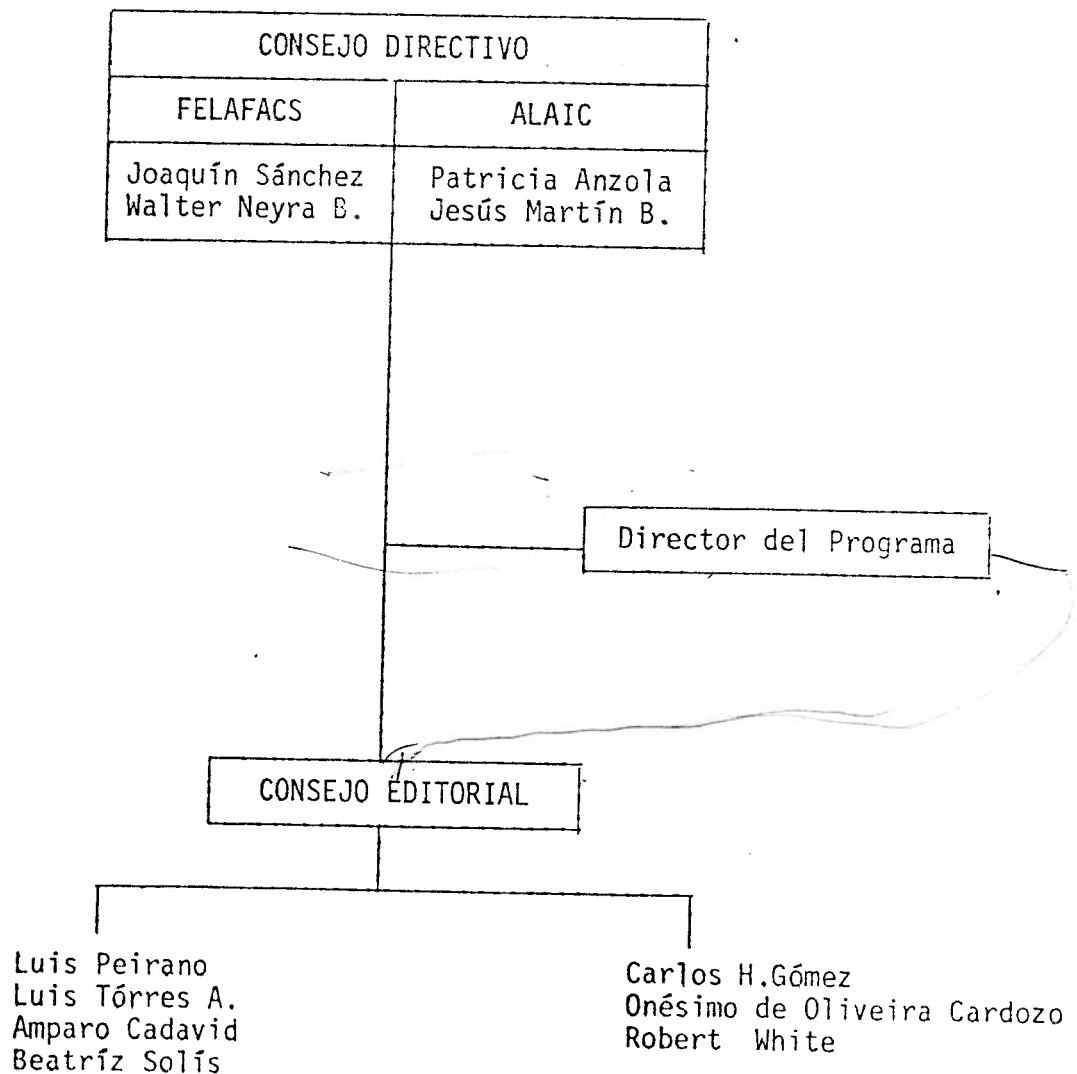 CONSEJO DIRECTIVO
FELAFACS
ALAIC
Joaquín Sánchez
Walter Neyra B.
Patricia Anzola
Jesús Martín B.
Director del Programa
CONSEJO EDITORIAL
Luis Peirano
Luis Tórres A.
Amparo Cadavid
Beatríz Solís
Carlos H.Gómez
Onésimo de Oliveira Cardozo
Robert White